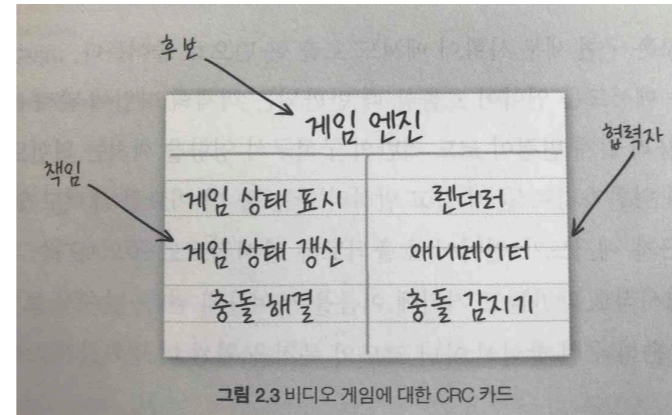 후보
게임 엔진
협력자
책임
게임 상태 표시
렌더러
게임 상태 갱신
애니메이터
충돌 해결
충돌 감지기
그림 2.3 비디오 게임에 대한 CRC 카드